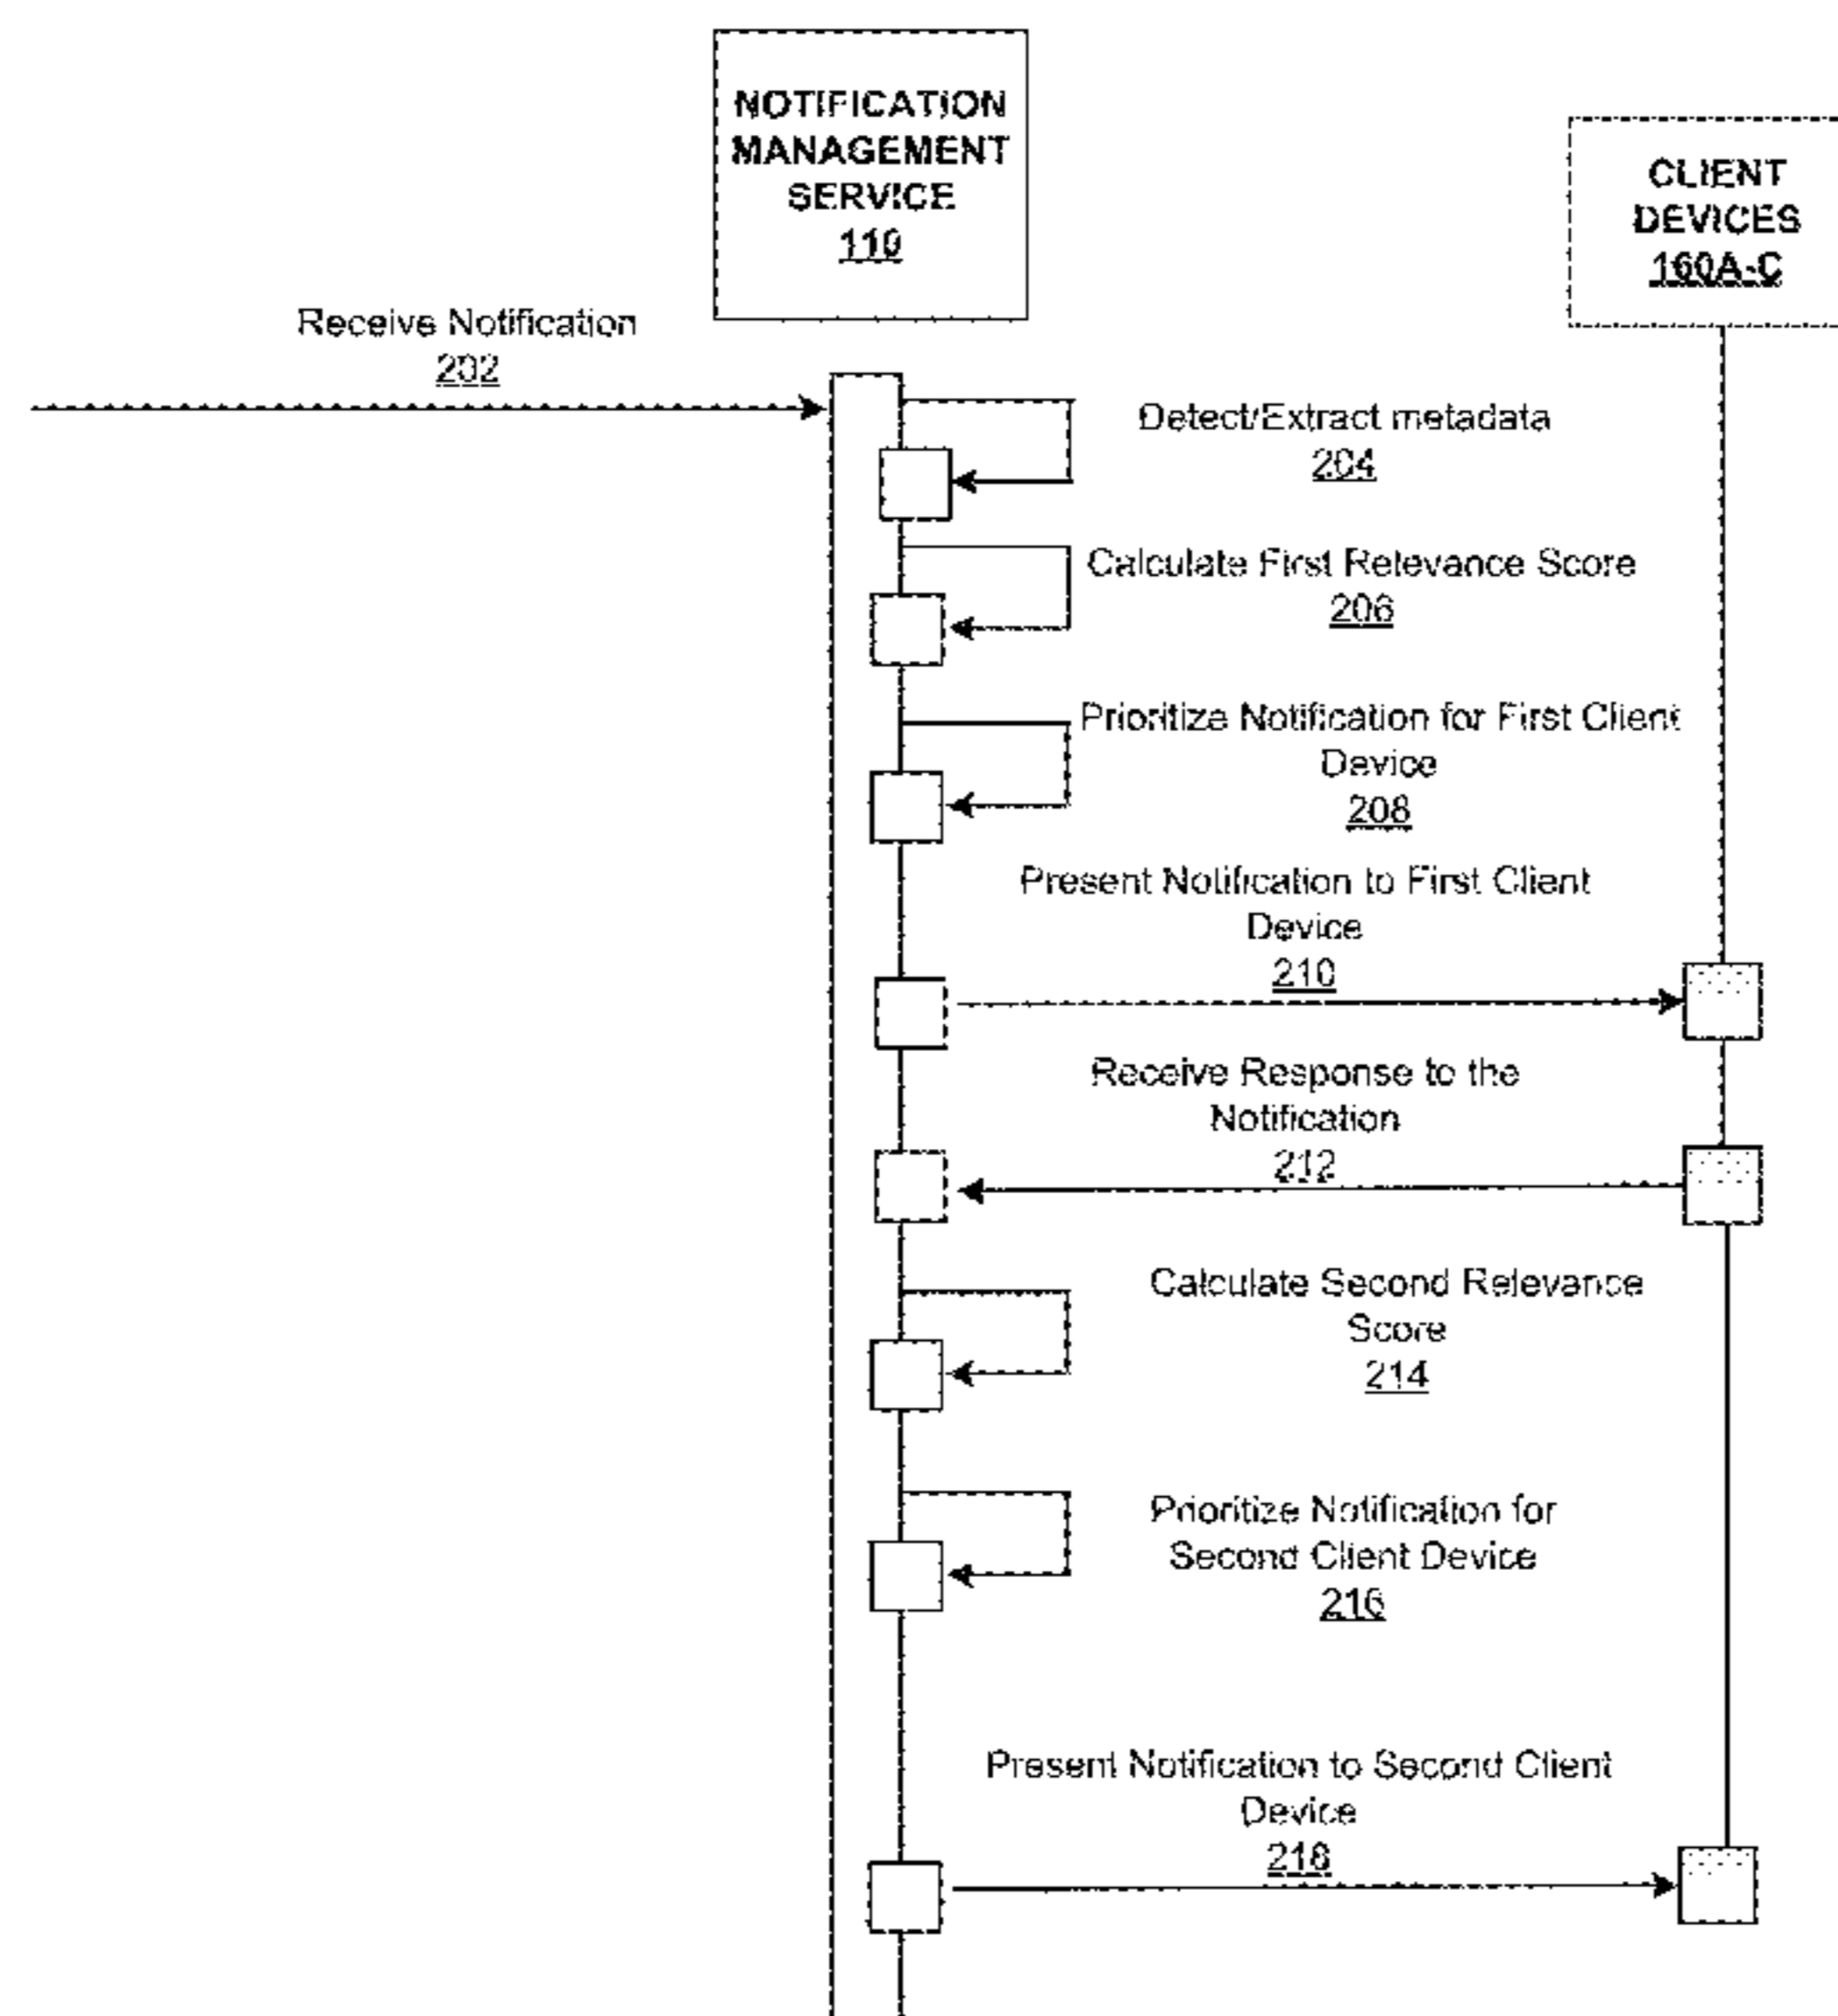 NOTIFICATION
MANAGEMENT
SERVICE
110
CLIENT
DEVICES
160A-C
Receive Notification
202
Detect/Extract metadata
204
Calculate First Relevance Score
206
Prioritize Notification for First Client
Device
208
Present Notification to First Client
Device
210
Receive Response to the
Notification
212
Calculate Second Relevance
Score
214
Prioritize Notification for
Second Client Device
216
Present Notification to Second Client
Device
218